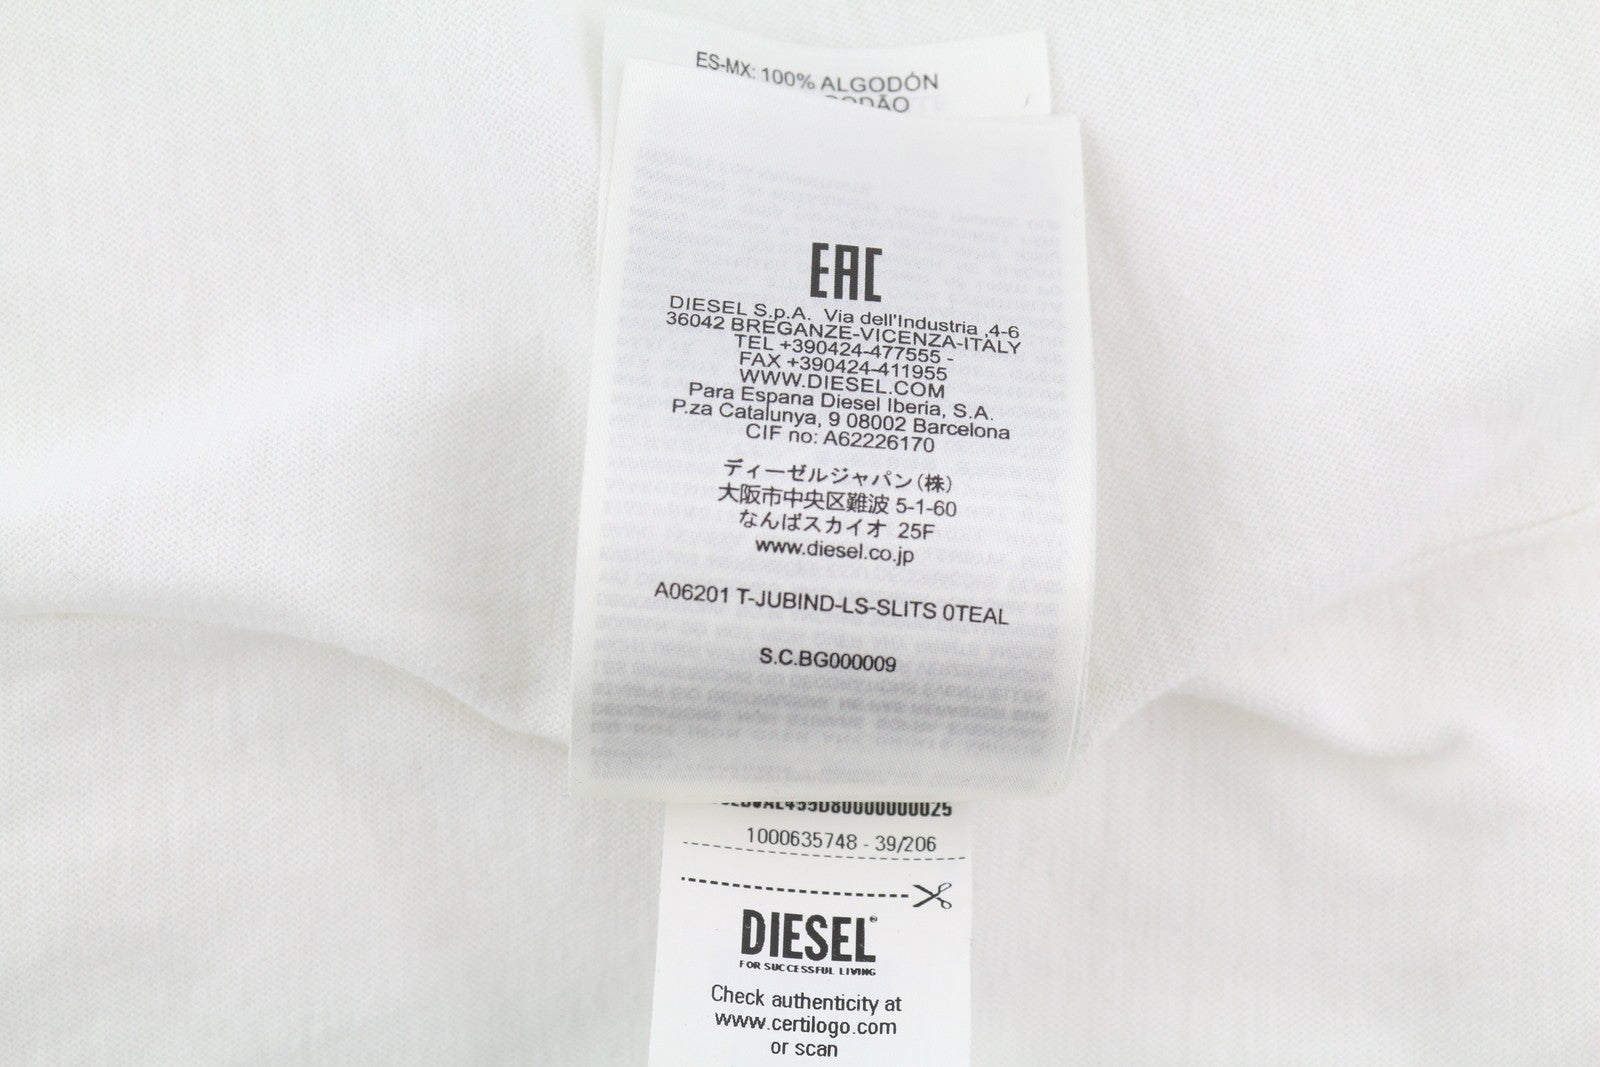 ES-MX: 100% ALGODÓN
EAC
DIESEL S.p.A. Via dell'Industria ,4-6
36042 BREGANZE-VICENZA-ITALY
TEL +390424-477555 -
FAX +390424-411955
WWW.DIESEL.COM
Para Espana Diesel Iberia, S.A.
P.za Catalunya, 9 08002 Barcelona
CIF no: A62226170
ディーゼルジャパン(株)
大阪市中央区難波 5-1-60
なんばスカイオ 25F
www.diesel.co.jp
A06201 T-JUBIND-LS-SLITS 0TEAL
S.C.BG000009
1000635748 - 39/206
DIESEL®
FOR SUCCESSFUL LIVING
Check authenticity at
www.certilogo.com
or scan